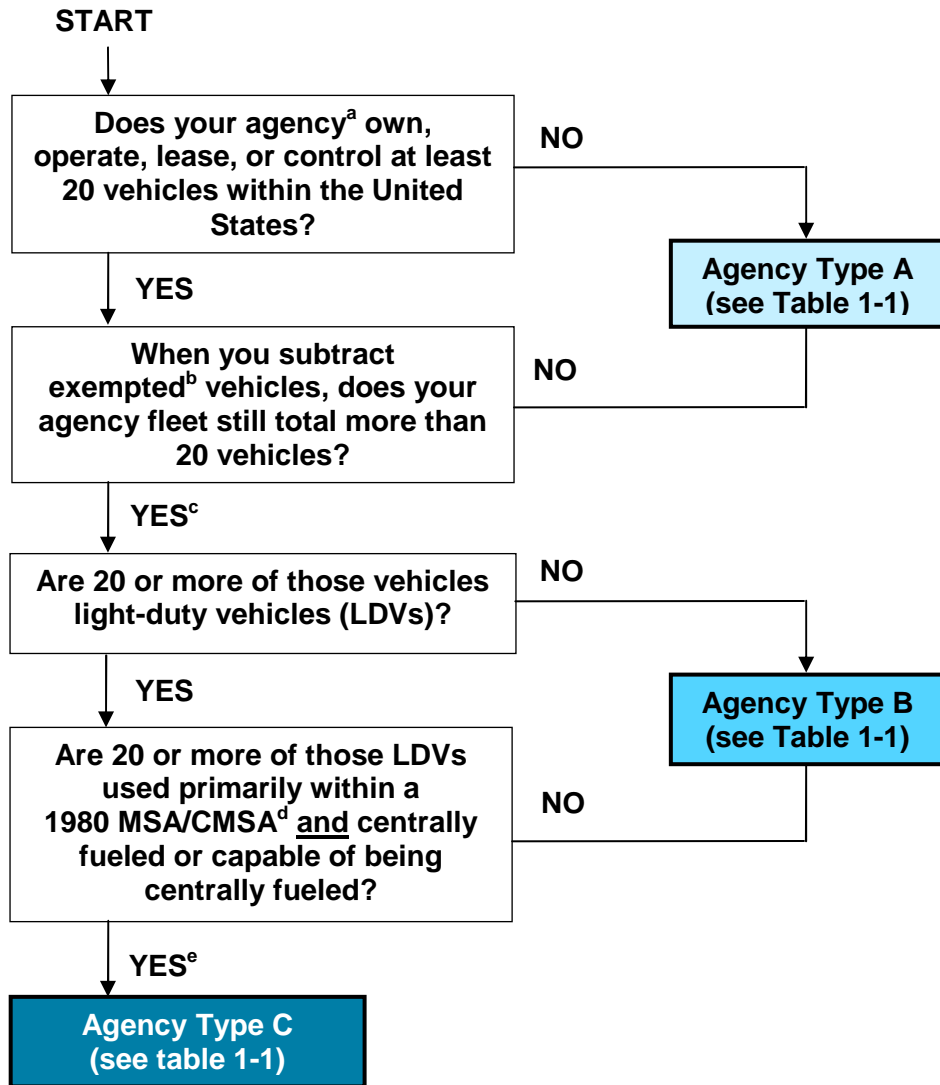 START
Does your agencyᵃ own,
operate, lease, or control at least
20 vehicles within the United
States?
NO
Agency Type A
(see Table 1-1)
YES
When you subtract
exemptedᵇ vehicles, does your
agency fleet still total more than
20 vehicles?
NO
YESᶜ
Are 20 or more of those vehicles
light-duty vehicles (LDVs)?
NO
Agency Type B
(see Table 1-1)
YES
Are 20 or more of those LDVs
used primarily within a
1980 MSA/CMSAᵈ and centrally
fueled or capable of being
centrally fueled?
NO
YESᵉ
Agency Type C
(see table 1-1)